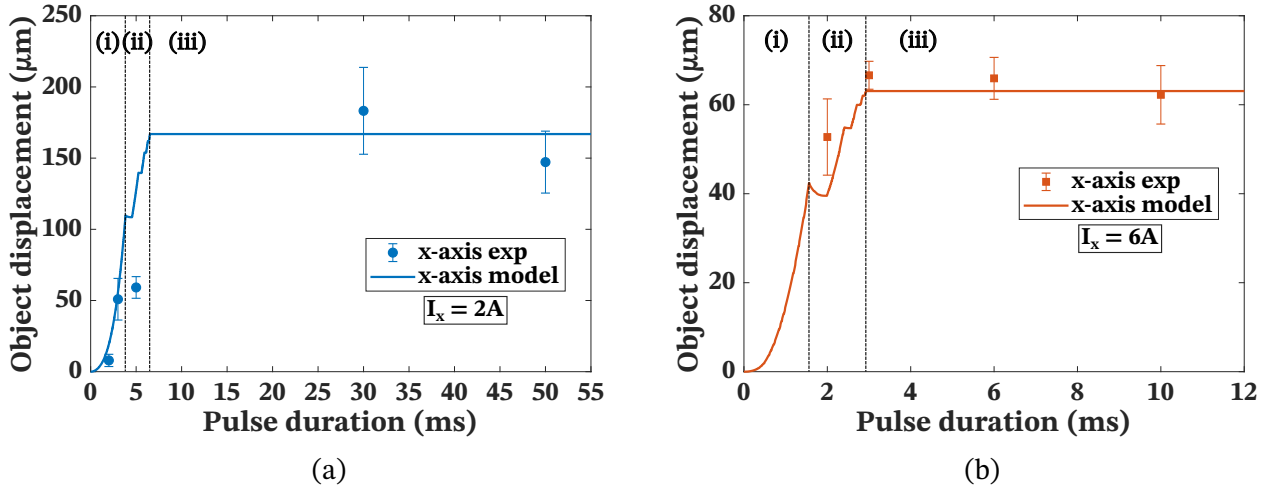 250
200
150
100
50
0
Object displacement (μm)
(i) (ii) (iii)
x-axis exp
x-axis model
I_x = 2A
0 5 10 15 20 25 30 35 40 45 50 55
Pulse duration (ms)
(a)
80
60
40
20
0
Object displacement (μm)
(i) (ii) (iii)
x-axis exp
x-axis model
I_x = 6A
0 2 4 6 8 10 12
Pulse duration (ms)
(b)